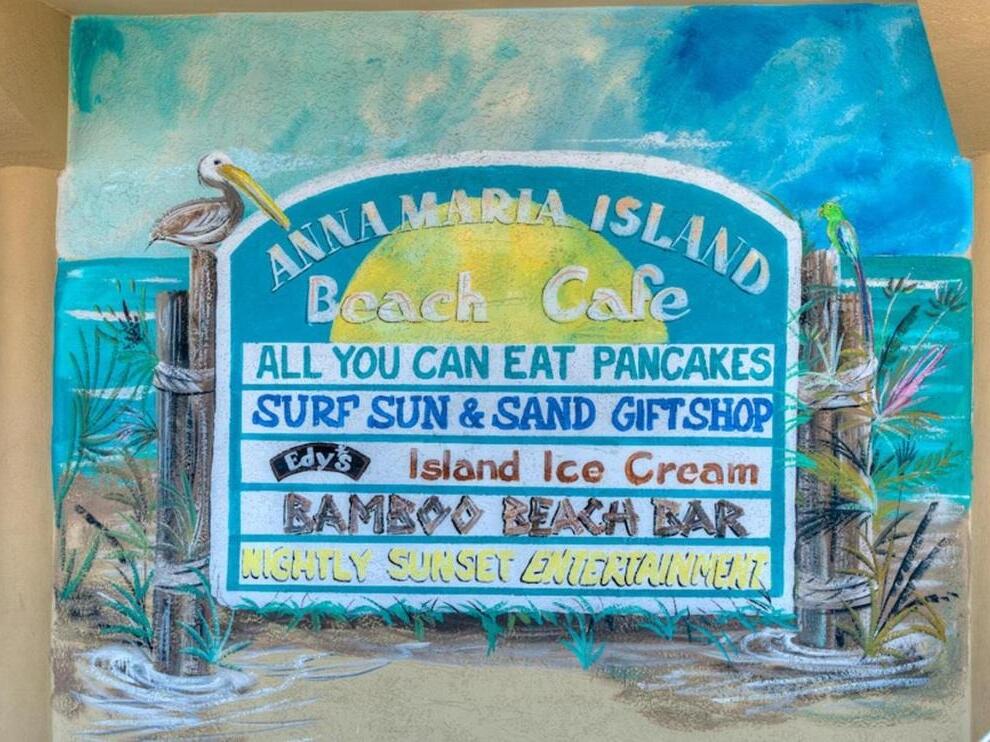 ANNA MARIA ISLAND
Beach Cafe
ALL YOU CAN EAT PANCAKES
SURF SUN & SAND GIFTSHOP
Edy's Island Ice Cream
BAMBOO BEACH BAR
NIGHTLY SUNSET ENTERTAINMENT